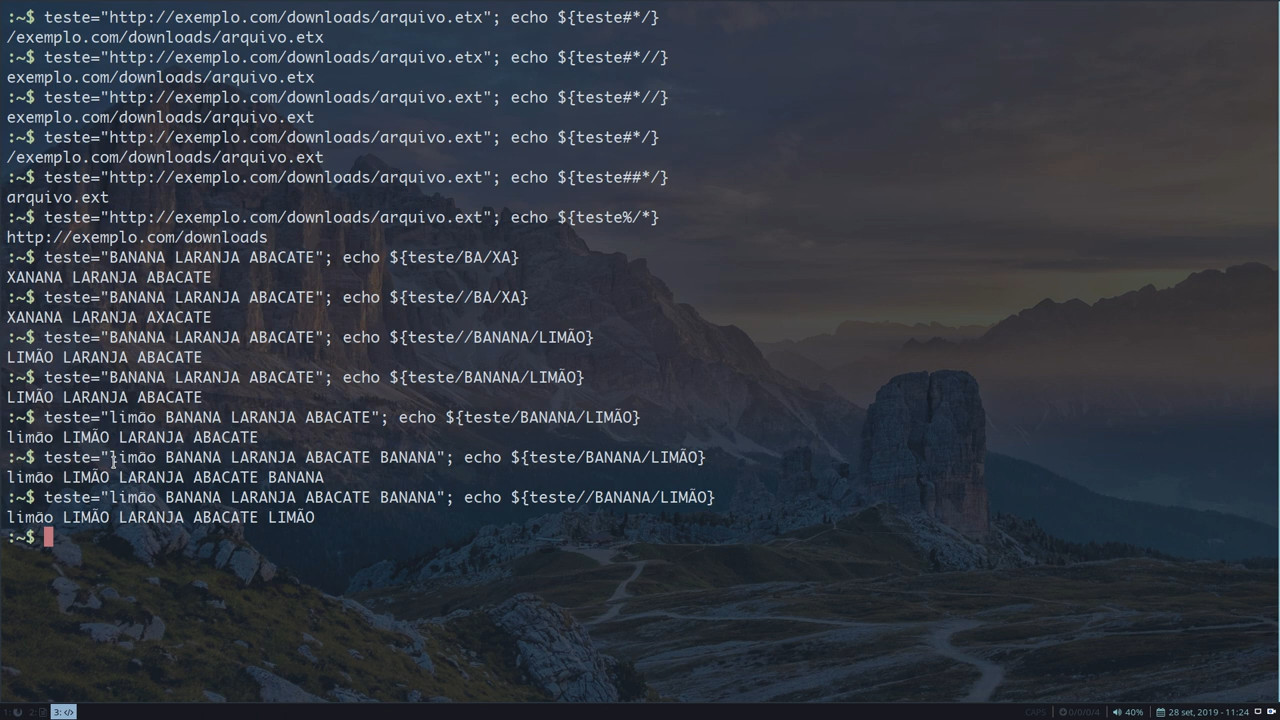 :~$ teste="http://exemplo.com/downloads/arquivo.etx"; echo ${teste#*/}
/exemplo.com/downloads/arquivo.etx
:~$ teste="http://exemplo.com/downloads/arquivo.etx"; echo ${teste#*//}
exemplo.com/downloads/arquivo.etx
:~$ teste="http://exemplo.com/downloads/arquivo.ext"; echo ${teste#*//}
exemplo.com/downloads/arquivo.ext
:~$ teste="http://exemplo.com/downloads/arquivo.ext"; echo ${teste#*/}
/exemplo.com/downloads/arquivo.ext
:~$ teste="http://exemplo.com/downloads/arquivo.ext"; echo ${teste##*/}
arquivo.ext
:~$ teste="http://exemplo.com/downloads/arquivo.ext"; echo ${teste%/*}
http://exemplo.com/downloads
:~$ teste="BANANA LARANJA ABACATE"; echo ${teste/BA/XA}
XANANA LARANJA ABACATE
:~$ teste="BANANA LARANJA ABACATE"; echo ${teste//BA/XA}
XANANA LARANJA AXACATE
:~$ teste="BANANA LARANJA ABACATE"; echo ${teste//BANANA/LIMÃO}
LIMÃO LARANJA ABACATE
:~$ teste="BANANA LARANJA ABACATE"; echo ${teste/BANANA/LIMÃO}
LIMÃO LARANJA ABACATE
:~$ teste="limão BANANA LARANJA ABACATE"; echo ${teste/BANANA/LIMÃO}
limão LIMÃO LARANJA ABACATE
:~$ teste="limão BANANA LARANJA ABACATE BANANA"; echo ${teste/BANANA/LIMÃO}
limão LIMÃO LARANJA ABACATE BANANA
:~$ teste="limão BANANA LARANJA ABACATE BANANA"; echo ${teste//BANANA/LIMÃO}
limão LIMÃO LARANJA ABACATE LIMÃO
:~$
1: 2: 3: </> CAPS 0/0/0/4 40% 28 set, 2019 - 11:24